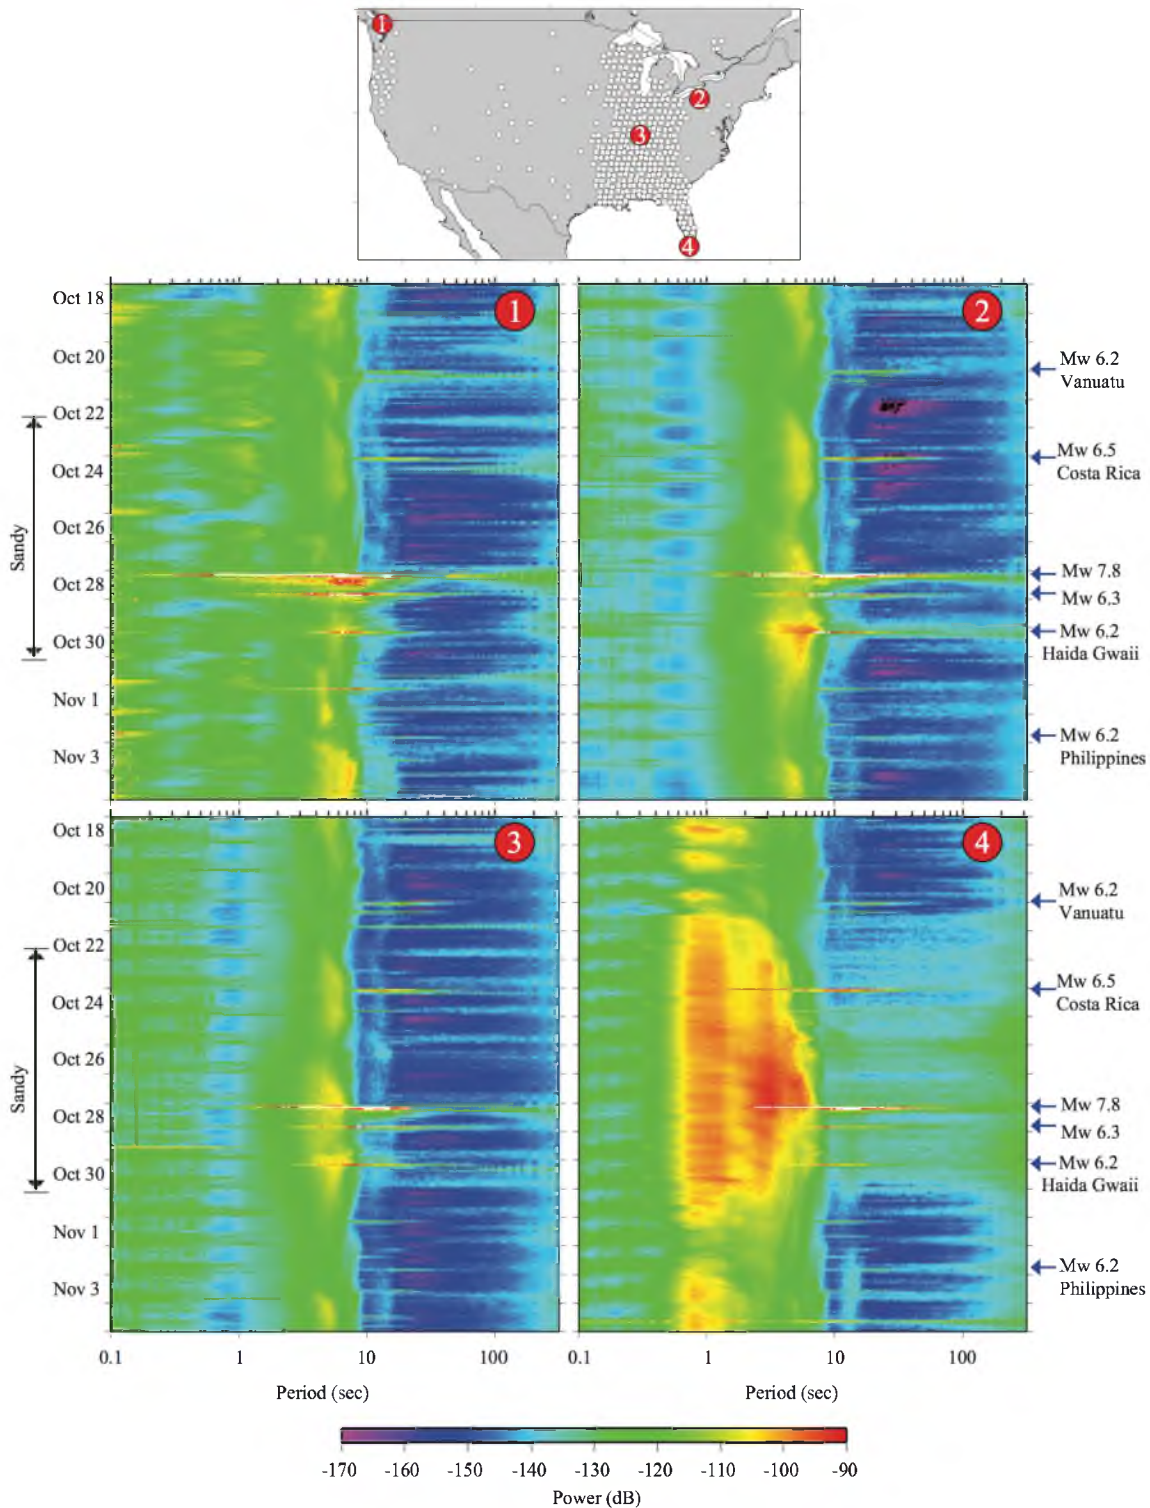 1
2
3
4
Oct 18
Oct 20
Oct 22
Oct 24
Oct 26
Oct 28
Oct 30
Nov 1
Nov 3
Sandy
1
2
Mw 6.2
Vanuatu
Mw 6.5
Costa Rica
Mw 7.8
Mw 6.3
Mw 6.2
Haida Gwaii
Mw 6.2
Philippines
Oct 18
Oct 20
Oct 22
Oct 24
Oct 26
Oct 28
Oct 30
Nov 1
Nov 3
Sandy
3
4
Mw 6.2
Vanuatu
Mw 6.5
Costa Rica
Mw 7.8
Mw 6.3
Mw 6.2
Haida Gwaii
Mw 6.2
Philippines
0.1 1 10 100
0.1 1 10 100
Period (sec)
Period (sec)
-170 -160 -150 -140 -130 -120 -110 -100 -90
Power (dB)